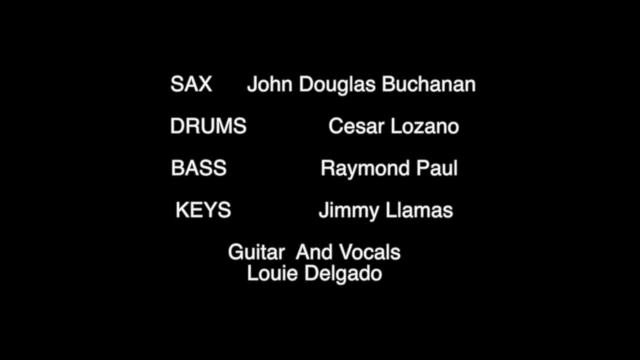 SAX John Douglas Buchanan
DRUMS Cesar Lozano
BASS Raymond Paul
KEYS Jimmy Llamas
Guitar And Vocals
Louie Delgado